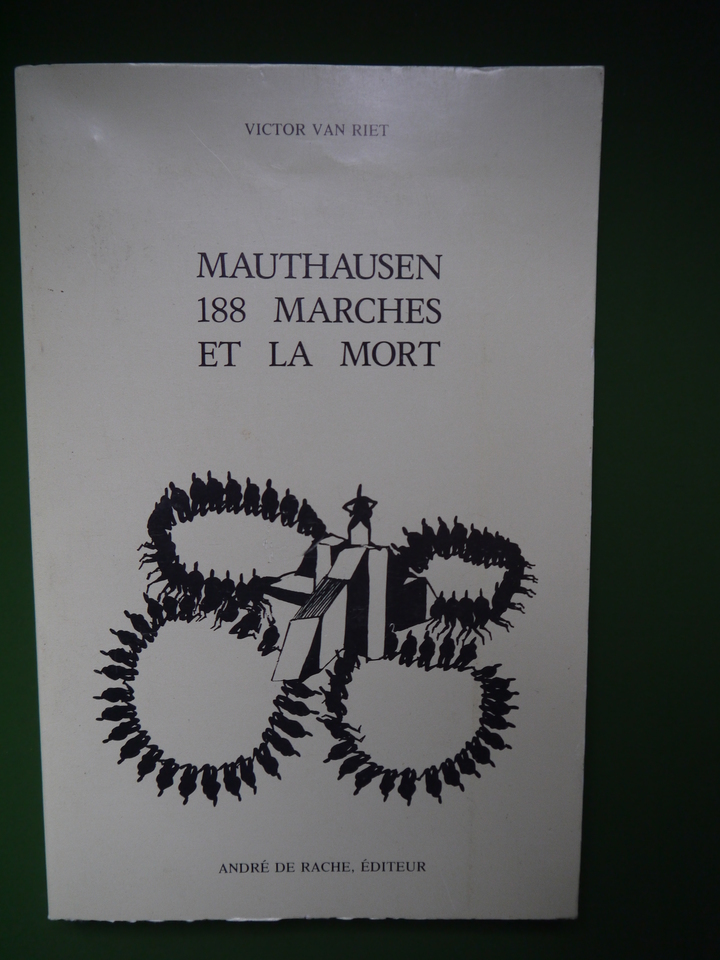 VICTOR VAN RIET
MAUTHAUSEN
188 MARCHES
ET LA MORT
ANDRÉ DE RACHE, ÉDITEUR